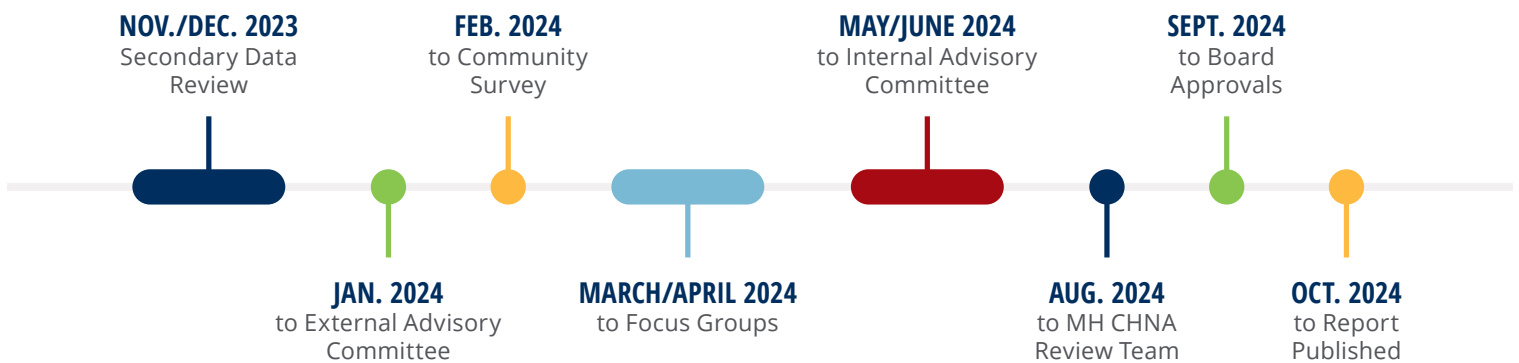 NOV./DEC. 2023
Secondary Data
Review
FEB. 2024
to Community
Survey
MAY/JUNE 2024
to Internal Advisory
Committee
SEPT. 2024
to Board
Approvals
JAN. 2024
to External Advisory
Committee
MARCH/APRIL 2024
to Focus Groups
AUG. 2024
to MH CHNA
Review Team
OCT. 2024
to Report
Published